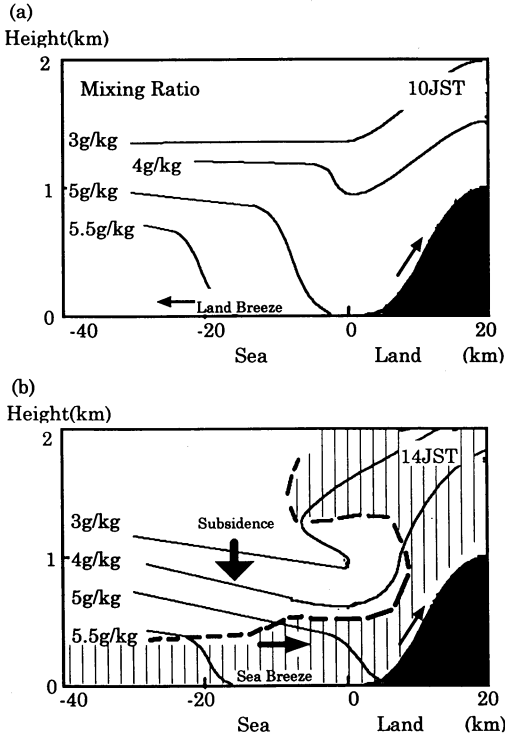 (a)
Height(km)
2
Mixing Ratio 10JST
3g/kg
4g/kg
5g/kg
1
5.5g/kg
Land Breeze
0
-40 -20 0 20
Sea Land (km)
(b)
Height(km)
2
14JST
3g/kg
Subsidence
4g/kg
1
5g/kg
5.5g/kg
Sea Breeze
0
-40 -20 0 20
Sea Land (km)